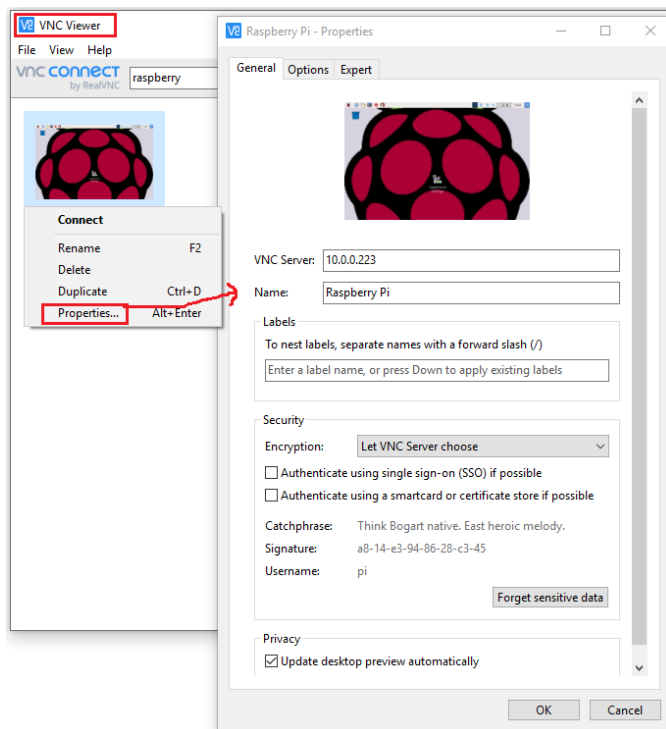 VNC Viewer
File View Help
vnc connect
by RealVNC
raspberry
Connect
Rename F2
Delete
Duplicate Ctrl+D
Properties... Alt+Enter
Raspberry Pi - Properties
General Options Expert
VNC Server: 10.0.0.223
Name: Raspberry Pi
Labels
To nest labels, separate names with a forward slash (/)
Enter a label name, or press Down to apply existing labels
Security
Encryption: Let VNC Server choose
Authenticate using single sign-on (SSO) if possible
Authenticate using a smartcard or certificate store if possible
Catchphrase: Think Bogart native. East heroic melody.
Signature: a8-14-e3-94-86-28-c3-45
Username: pi
Forget sensitive data
Privacy
Update desktop preview automatically
OK Cancel